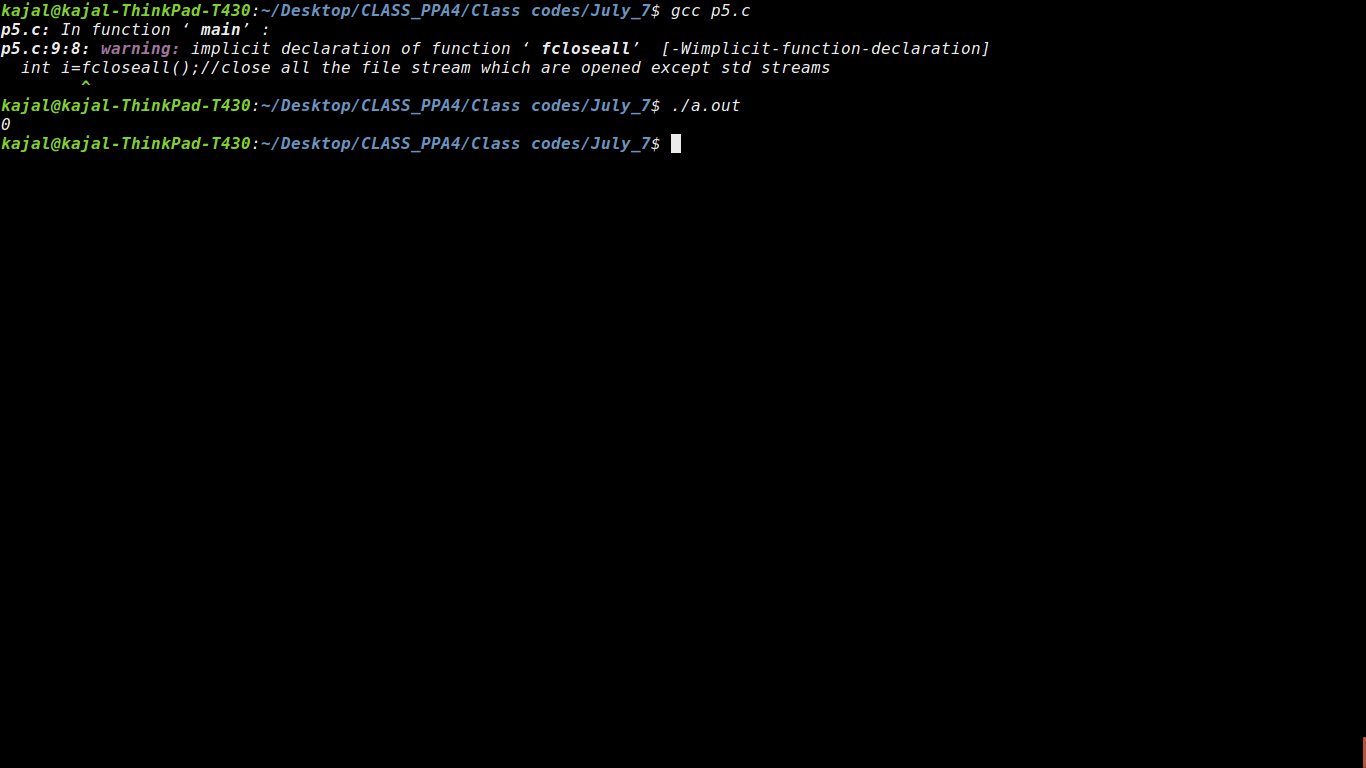 kajal@kajal-ThinkPad-T430:~/Desktop/CLASS_PPA4/Class codes/July_7$ gcc p5.c
p5.c: In function ‘ main’ :
p5.c:9:8: warning: implicit declaration of function ‘ fcloseall’  [-Wimplicit-function-declaration]
  int i=fcloseall();//close all the file stream which are opened except std streams
        ^
kajal@kajal-ThinkPad-T430:~/Desktop/CLASS_PPA4/Class codes/July_7$ ./a.out
0
kajal@kajal-ThinkPad-T430:~/Desktop/CLASS_PPA4/Class codes/July_7$